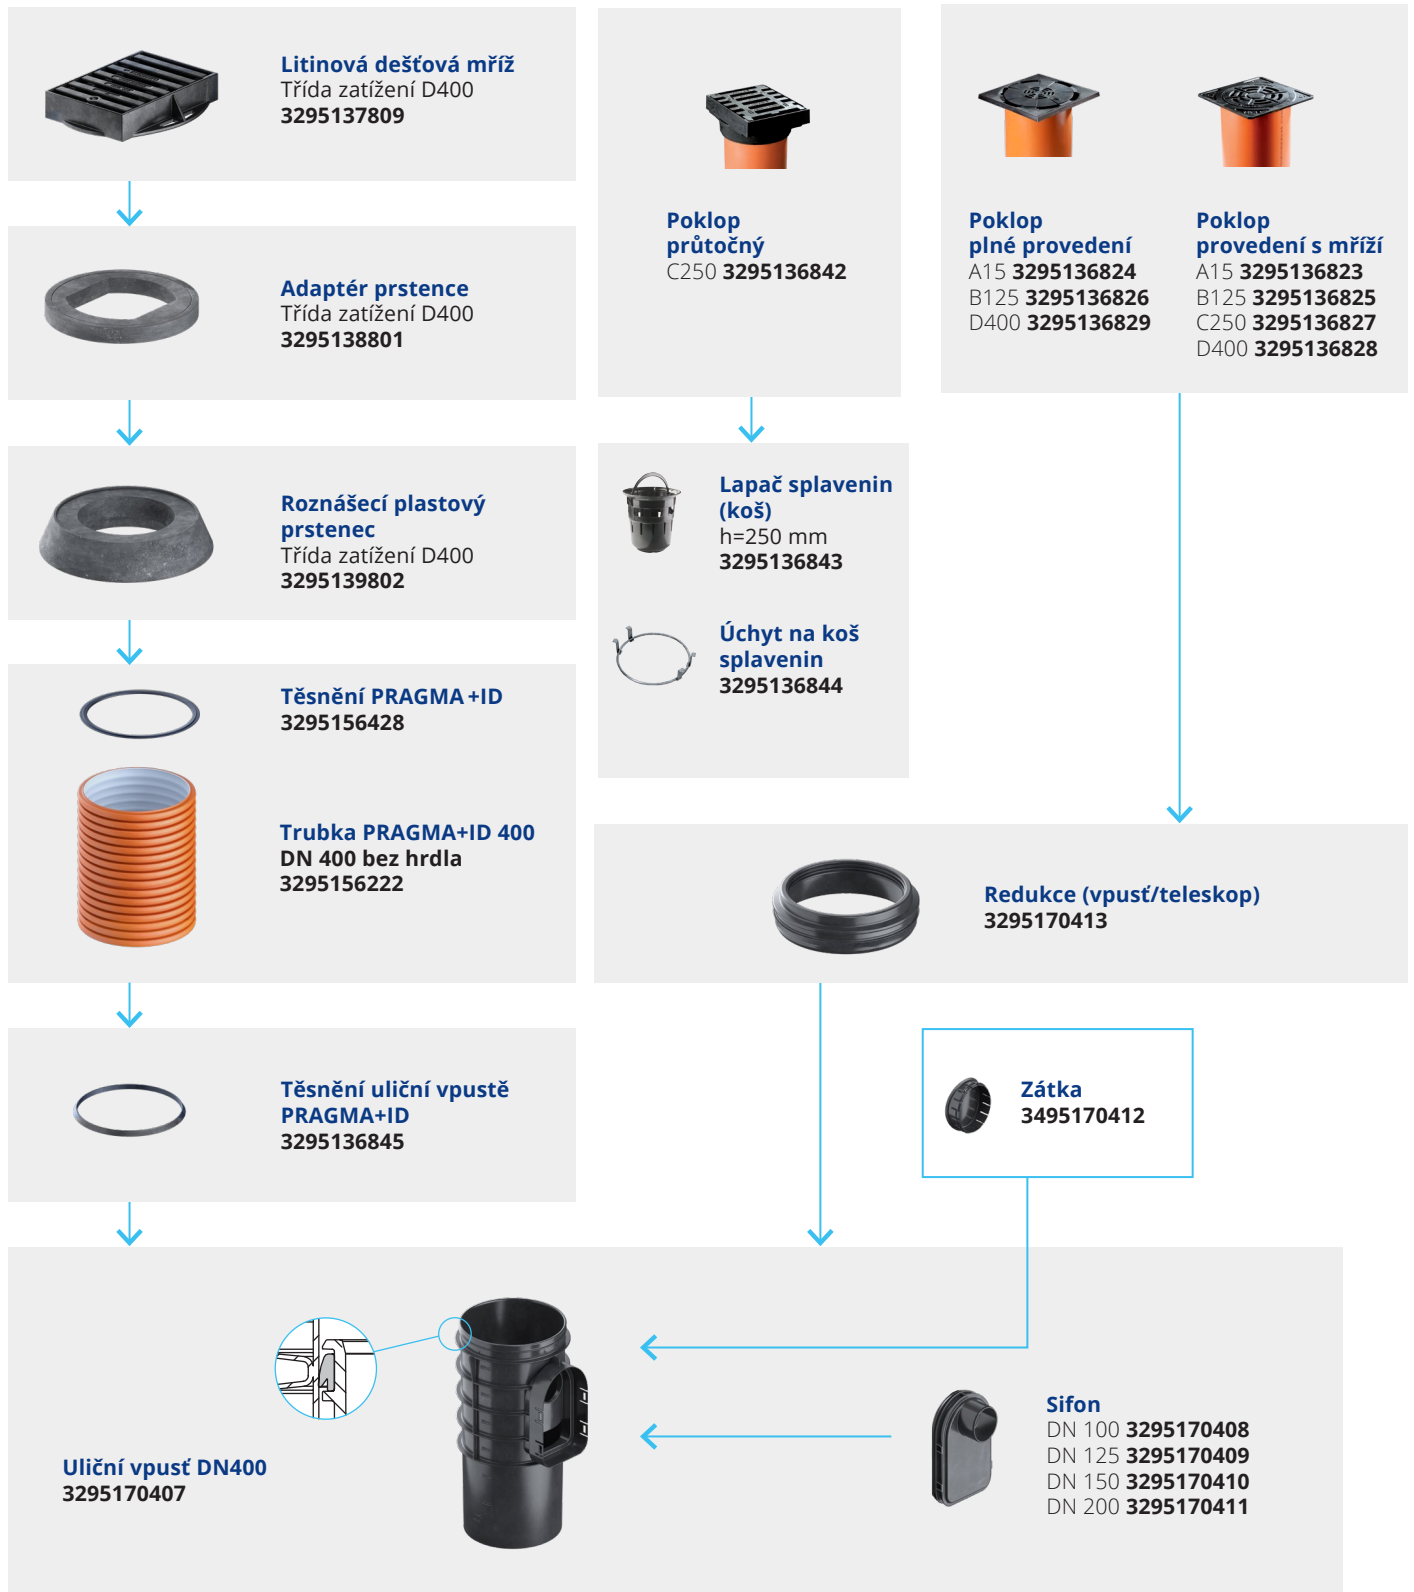 Litinová dešťová mříž
Třída zatížení D400
3295137809
Adaptér prstence
Třída zatížení D400
3295138801
Roznášecí plastový
prstenec
Třída zatížení D400
3295139802
Těsnění PRAGMA+ID
3295156428
Trubka PRAGMA+ID 400
DN 400 bez hrdla
3295156222
Těsnění uliční vpustě
PRAGMA+ID
3295136845
Poklop
průtočný
C250 3295136842
Lapač splavenin
(koš)
h=250 mm
3295136843
Úchyt na koš
splavenin
3295136844
Poklop
plné provedení
A15 3295136824
B125 3295136826
D400 3295136829
Poklop
provedení s mříží
A15 3295136823
B125 3295136825
C250 3295136827
D400 3295136828
Redukce (vpusť/teleskop)
3295170413
Zátka
3495170412
Uliční vpusť DN400
3295170407
Sifon
DN 100 3295170408
DN 125 3295170409
DN 150 3295170410
DN 200 3295170411